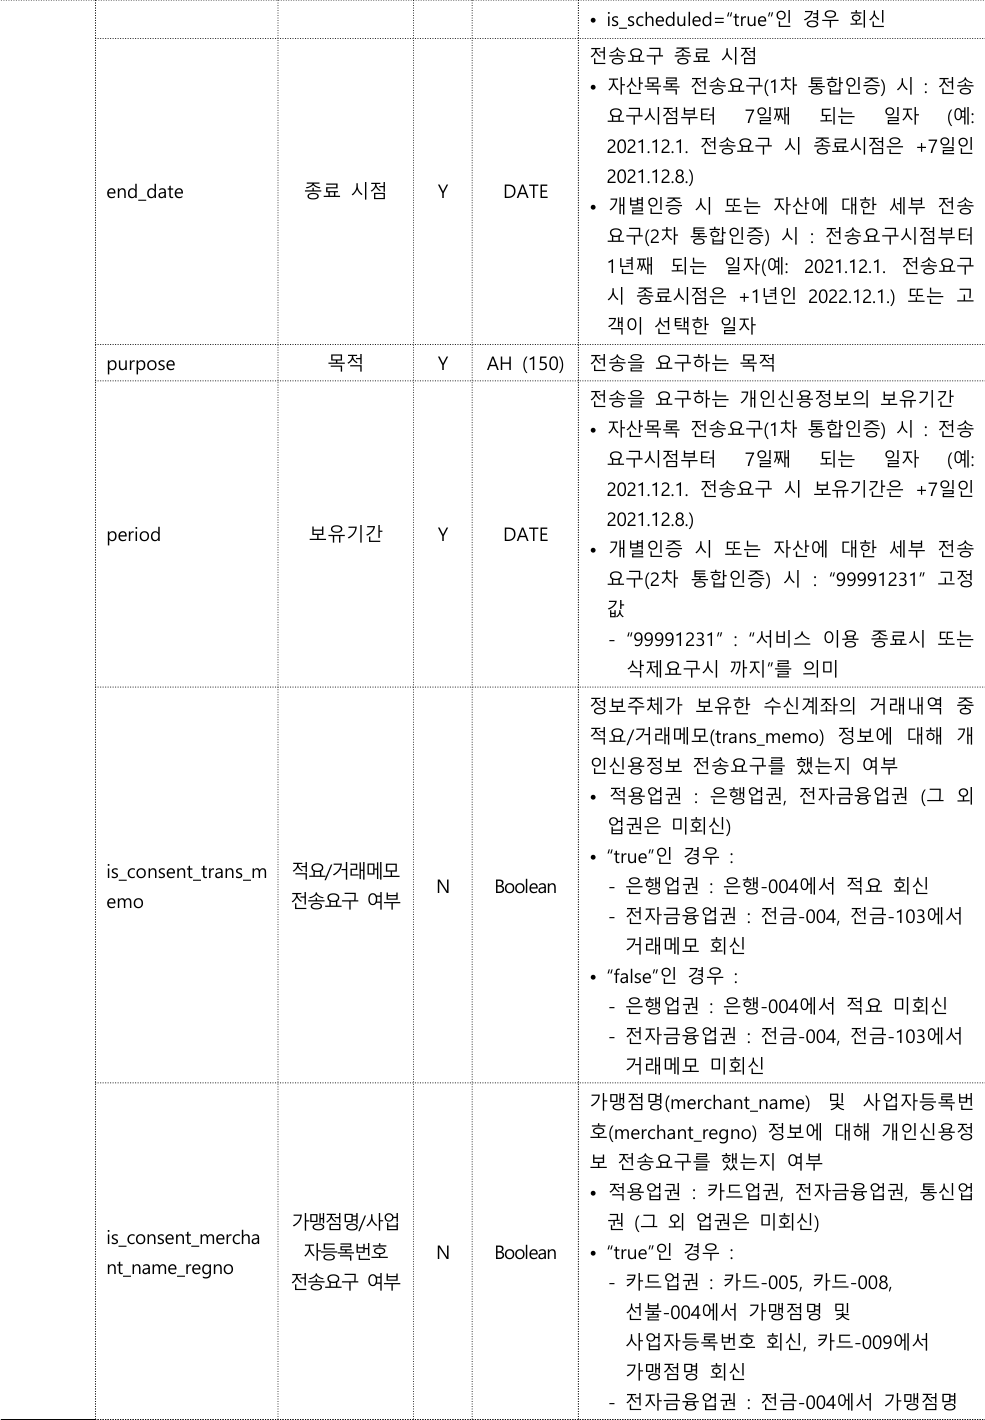 • is_scheduled=“true”인 경우 회신
end_date
종료 시점
Y
DATE
전송요구 종료 시점
• 자산목록 전송요구(1차 통합인증) 시 : 전송
요구시점부터 7일째 되는 일자 (예:
2021.12.1. 전송요구 시 종료시점은 +7일인
2021.12.8.)
• 개별인증 시 또는 자산에 대한 세부 전송
요구(2차 통합인증) 시 : 전송요구시점부터
1년째 되는 일자(예: 2021.12.1. 전송요구
시 종료시점은 +1년인 2022.12.1.) 또는 고
객이 선택한 일자
purpose
목적
Y
AH (150)
전송을 요구하는 목적
period
보유기간
Y
DATE
전송을 요구하는 개인신용정보의 보유기간
• 자산목록 전송요구(1차 통합인증) 시 : 전송
요구시점부터 7일째 되는 일자 (예:
2021.12.1. 전송요구 시 보유기간은 +7일인
2021.12.8.)
• 개별인증 시 또는 자산에 대한 세부 전송
요구(2차 통합인증) 시 : “99991231” 고정
값
- “99991231” : “서비스 이용 종료시 또는
삭제요구시 까지”를 의미
is_consent_trans_m
emo
적요/거래메모
전송요구 여부
N
Boolean
정보주체가 보유한 수신계좌의 거래내역 중
적요/거래메모(trans_memo) 정보에 대해 개
인신용정보 전송요구를 했는지 여부
• 적용업권 : 은행업권, 전자금융업권 (그 외
업권은 미회신)
• “true”인 경우 :
- 은행업권 : 은행-004에서 적요 회신
- 전자금융업권 : 전금-004, 전금-103에서
거래메모 회신
• “false”인 경우 :
- 은행업권 : 은행-004에서 적요 미회신
- 전자금융업권 : 전금-004, 전금-103에서
거래메모 미회신
is_consent_mercha
nt_name_regno
가맹점명/사업
자등록번호
전송요구 여부
N
Boolean
가맹점명(merchant_name) 및 사업자등록번
호(merchant_regno) 정보에 대해 개인신용정
보 전송요구를 했는지 여부
• 적용업권 : 카드업권, 전자금융업권, 통신업
권 (그 외 업권은 미회신)
• “true”인 경우 :
- 카드업권 : 카드-005, 카드-008,
선불-004에서 가맹점명 및
사업자등록번호 회신, 카드-009에서
가맹점명 회신
- 전자금융업권 : 전금-004에서 가맹점명